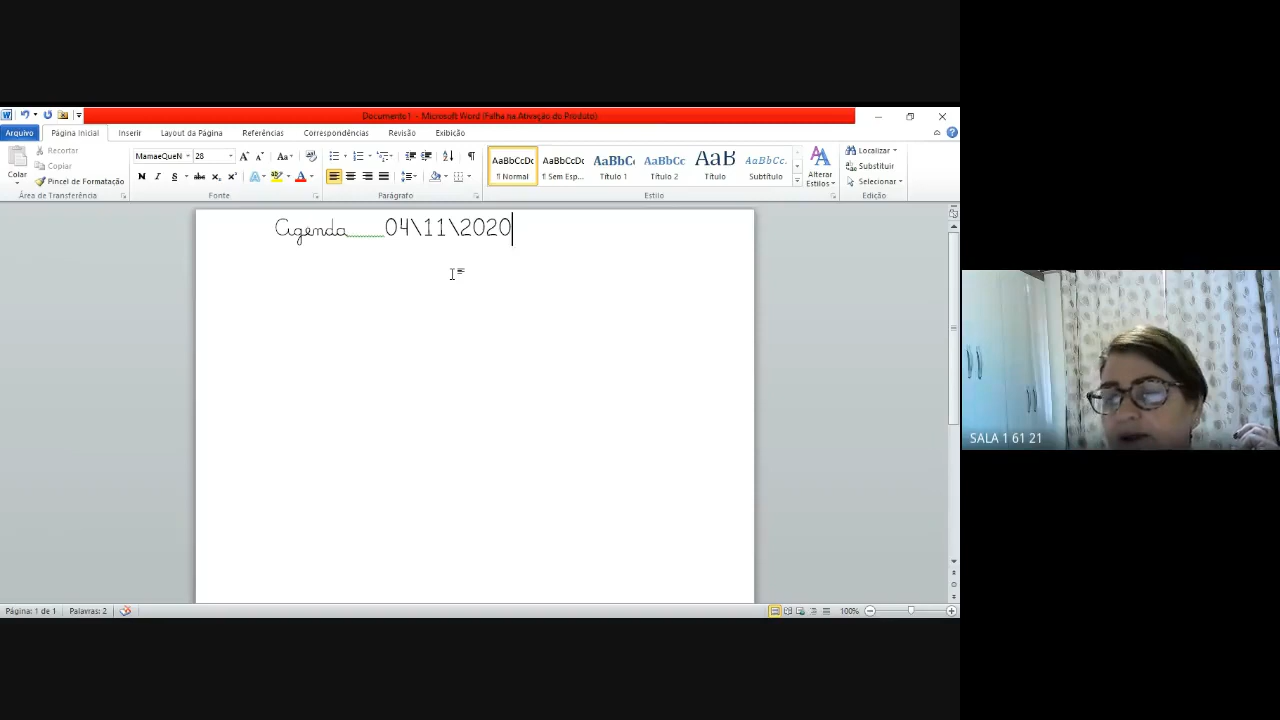 Documento1 - Microsoft Word (Falha na Ativação do Produto)
Arquivo Página Inicial Inserir Layout da Página Referências Correspondências Revisão Exibição
Colar
Recortar
Copiar
Pincel de Formatação
Área de Transferência
MamaeQueN 28
Fonte
Parágrafo
AaBbCcDc AaBbCcDc AaBbCc AaBbCc AaB AaBbCc.
¶ Normal ¶ Sem Esp... Título 1 Título 2 Título Subtítulo
Estilo
Alterar
Estilos
Localizar
Substituir
Selecionar
Edição
Agenda 04\11\2020
SALA 1 61 21
Página: 1 de 1 Palavras: 2 100%